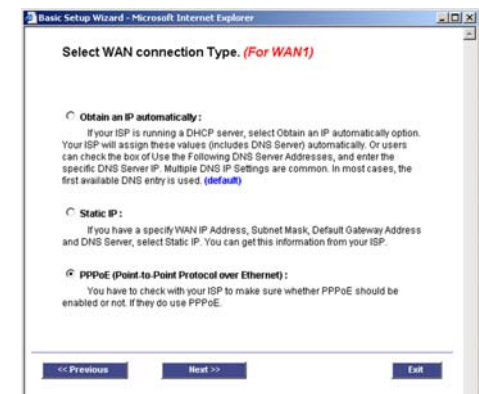 Basic Setup Wizard - Microsoft Internet Explorer
Select WAN connection Type. (For WAN1)
Obtain an IP automatically :
If your ISP is running a DHCP server, select Obtain an IP automatically option.
Your ISP will assign these values (includes DNS Server) automatically. Or users
can check the box of Use the Following DNS Server Addresses, and enter the
specific DNS Server IP. Multiple DNS IP Settings are common. In most cases, the
first available DNS entry is used. (default)
Static IP :
If you have a specify WAN IP Address, Subnet Mask, Default Gateway Address
and DNS Server, select Static IP. You can get this information from your ISP.
PPPoE (Point-to-Point Protocol over Ethernet) :
You have to check with your ISP to make sure whether PPPoE should be
enabled or not. If they do use PPPoE.
<< Previous
Next >>
Exit